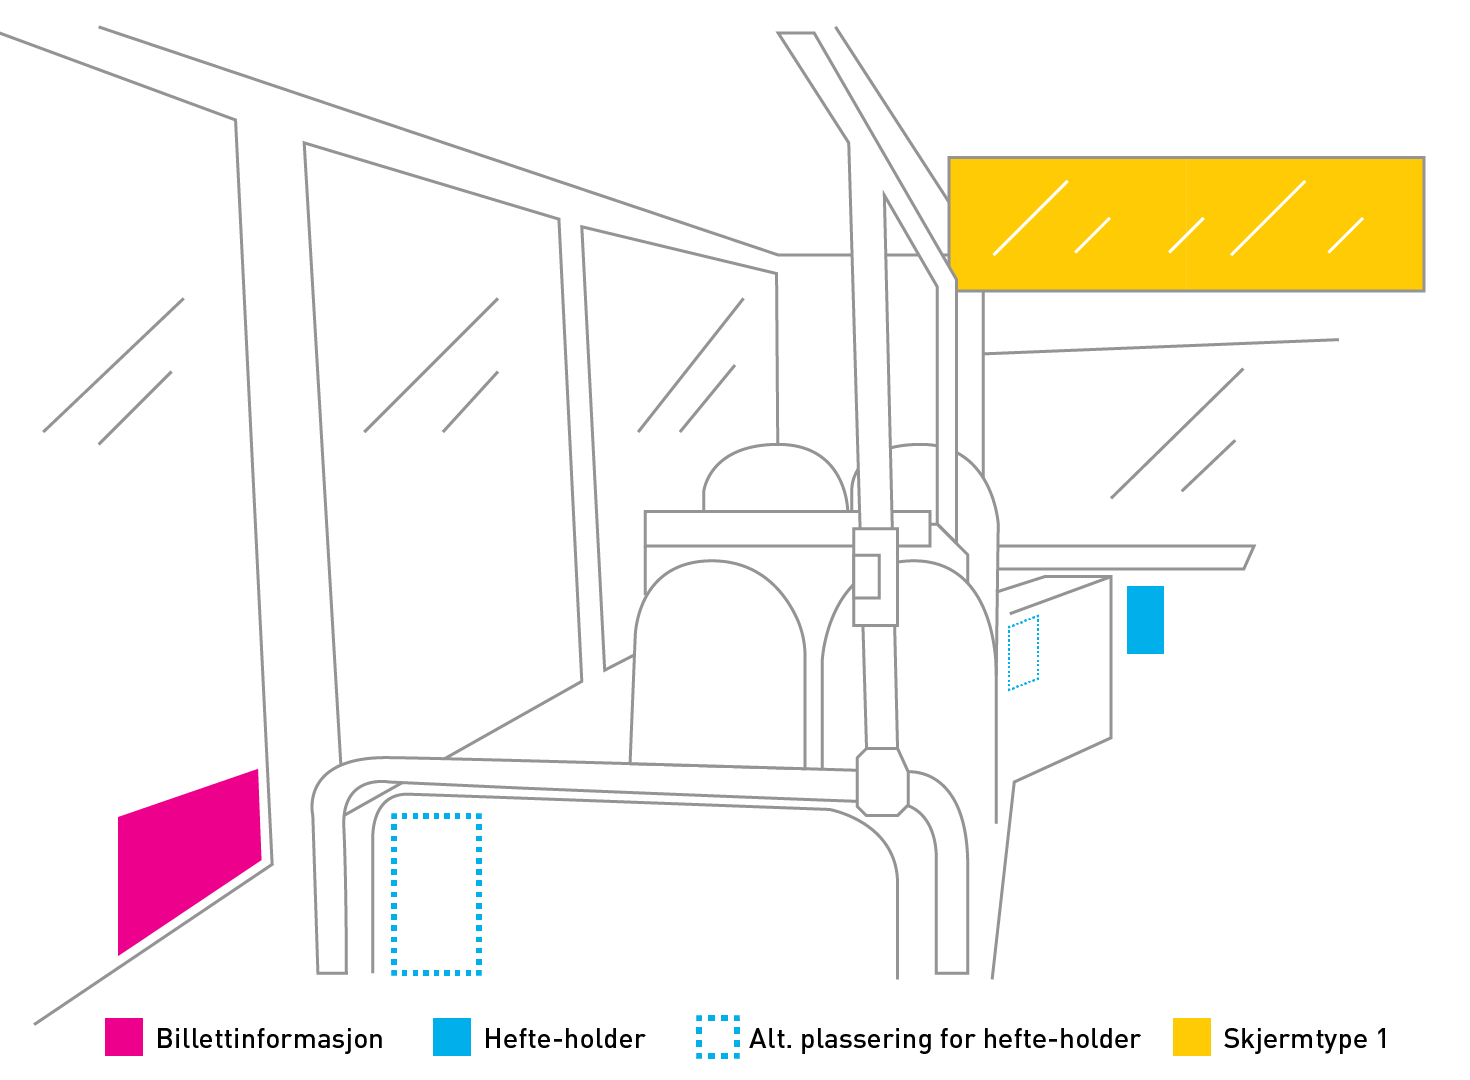 Billettinformasjon Hefte-holder Alt. plassering for hefte-holder Skjermtype 1